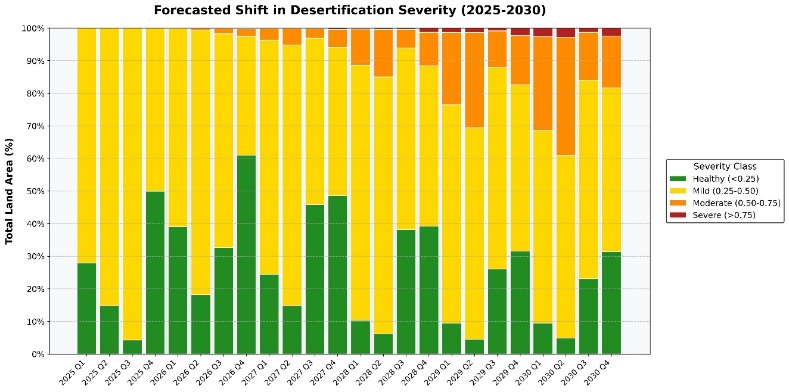 Forecasted Shift in Desertification Severity (2025-2030)
100%
90%
80%
70%
60%
50%
40%
30%
20%
10%
0%
Total Land Area (%)
2025 Q1
2025 Q2
2025 Q3
2025 Q4
2026 Q1
2026 Q2
2026 Q3
2026 Q4
2027 Q1
2027 Q2
2027 Q3
2027 Q4
2028 Q1
2028 Q2
2028 Q3
2028 Q4
2029 Q1
2029 Q2
2029 Q3
2029 Q4
2030 Q1
2030 Q2
2030 Q3
2030 Q4
Severity Class
Healthy (<0.25)
Mild (0.25-0.50)
Moderate (0.50-0.75)
Severe (>0.75)